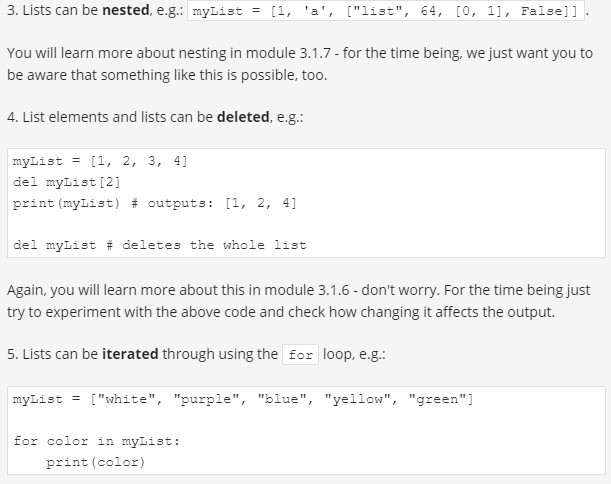 3. Lists can be nested, e.g.: myList = [1, 'a', ["list", 64, [0, 1], False]].
You will learn more about nesting in module 3.1.7 - for the time being, we just want you to
be aware that something like this is possible, too.
4. List elements and lists can be deleted, e.g.:
myList = [1, 2, 3, 4]
del myList[2]
print(myList) # outputs: [1, 2, 4]
del myList # deletes the whole list
Again, you will learn more about this in module 3.1.6 - don't worry. For the time being just
try to experiment with the above code and check how changing it affects the output.
5. Lists can be iterated through using the for loop, e.g.:
myList = ["white", "purple", "blue", "yellow", "green"]
for color in myList:
    print(color)